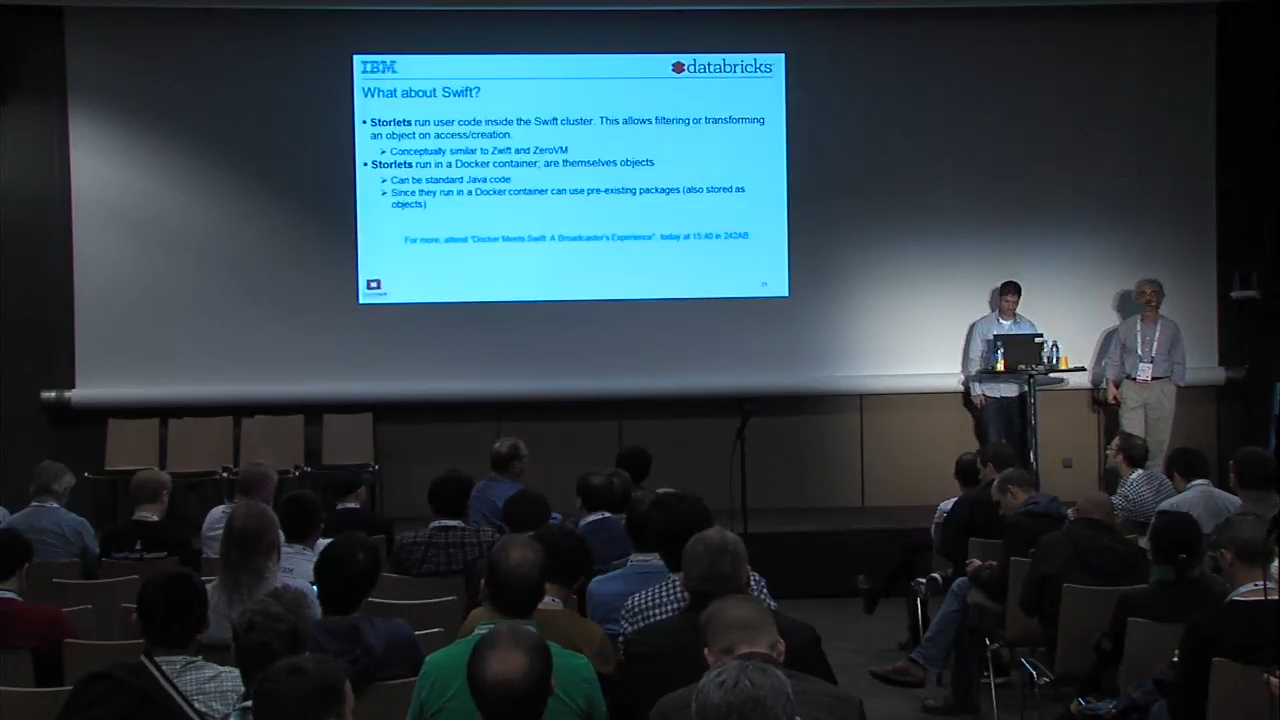 IBM
databricks
What about Swift?
▪ Storlets run user code inside the Swift cluster. This allows filtering or transforming
an object on access/creation.
➤ Conceptually similar to Zwift and ZeroVM
▪ Storlets run in a Docker container; are themselves objects
➤ Can be standard Java code
➤ Since they run in a Docker container can use pre-existing packages (also stored as
objects)
For more, attend "Docker Meets Swift: A Broadcaster's Experience", today at 15:40 in 242AB.
IBM